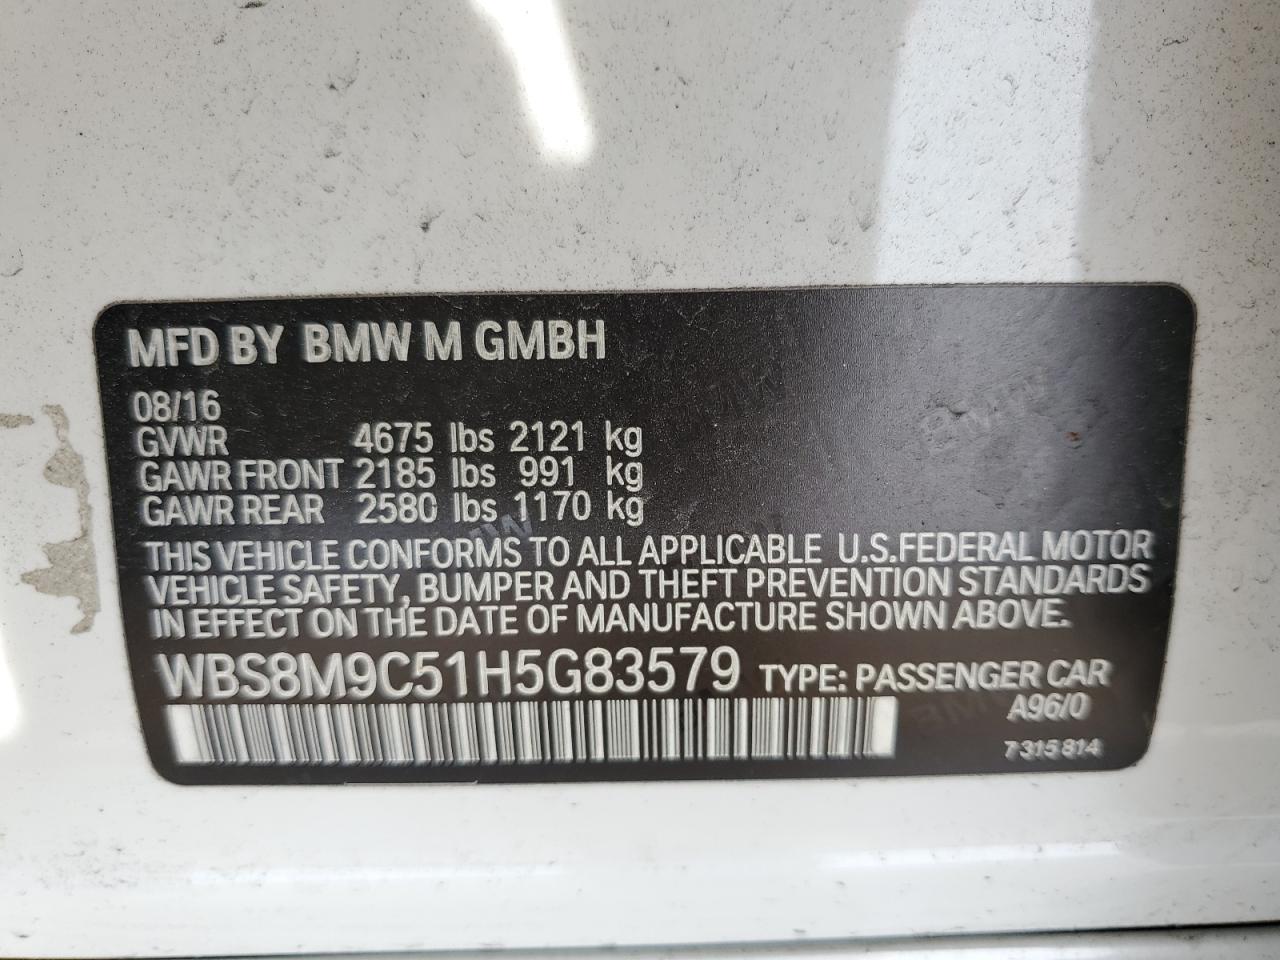 MFD BY BMW M GMBH
08/16
GVWR 4675 lbs 2121 kg
GAWR FRONT 2185 lbs 991 kg
GAWR REAR 2580 lbs 1170 kg
THIS VEHICLE CONFORMS TO ALL APPLICABLE U.S.FEDERAL MOTOR
VEHICLE SAFETY, BUMPER AND THEFT PREVENTION STANDARDS
IN EFFECT ON THE DATE OF MANUFACTURE SHOWN ABOVE.
WBS8M9C51H5G83579 TYPE: PASSENGER CAR
A96/0
7 315 814